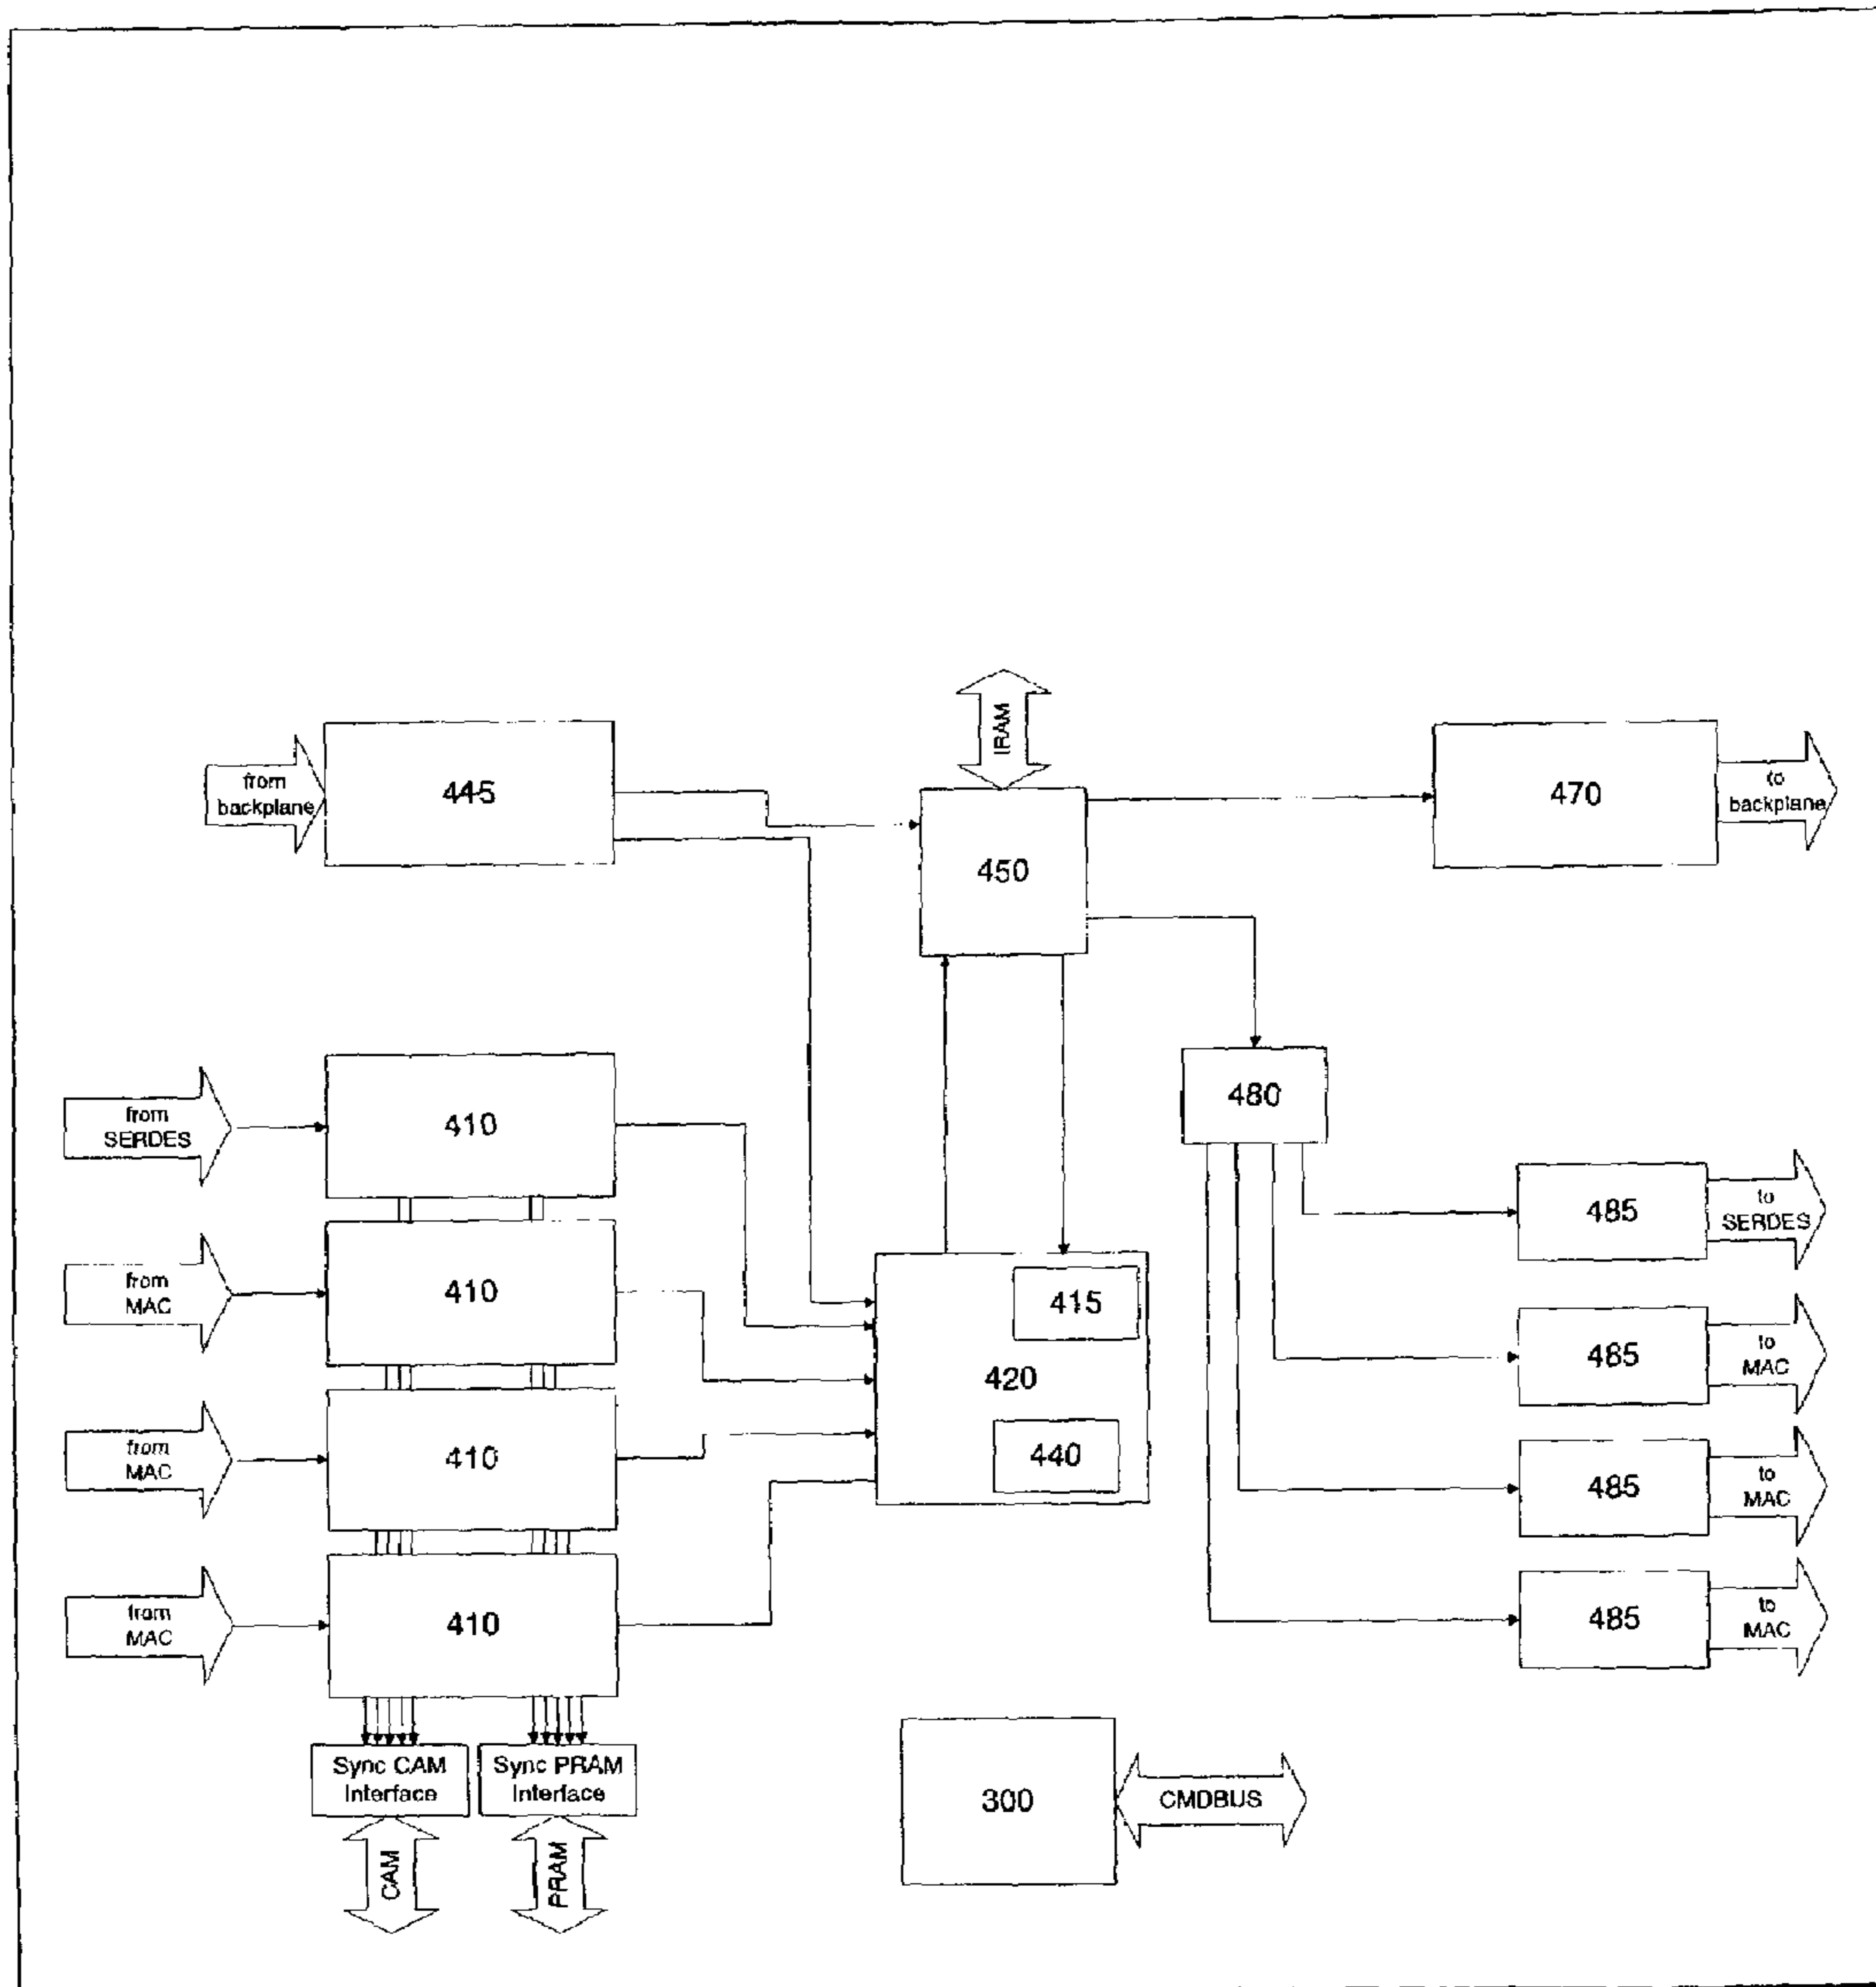 IRAM
from
backplane
445
450
470
to
backplane
from
SERDES
410
480
from
MAC
410
415
420
440
485
to
SERDES
from
MAC
410
485
to
MAC
485
to
MAC
from
MAC
410
485
to
MAC
Sync CAM
Interface
Sync PRAM
Interface
CAM
PRAM
300
CMDBUS